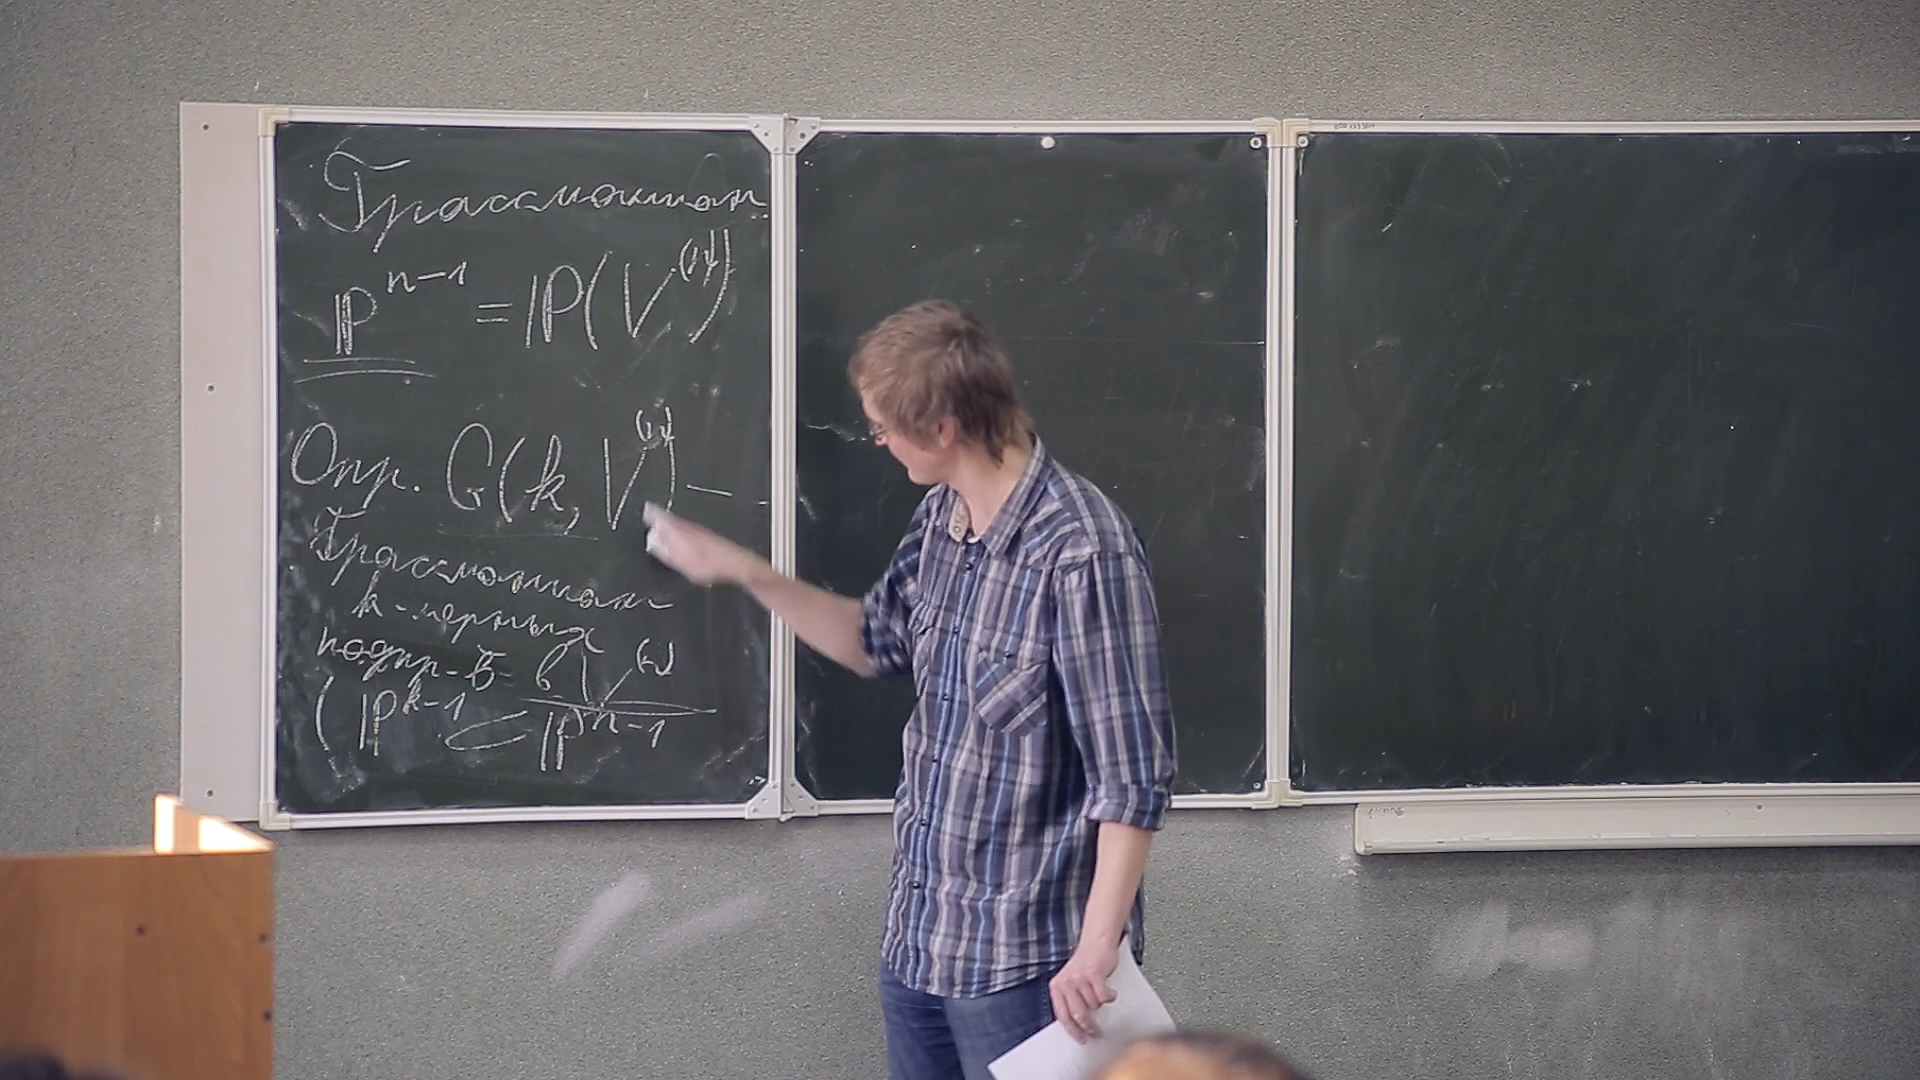 Грассманиан
ℙⁿ⁻¹ = ℙ(V⁽ⁿ⁾)
Опр. G(k, V⁽ⁿ⁾) —
Грассманиан
k-мерных
подпр-в в V⁽ⁿ⁾
(ℙᵏ⁻¹ ⊂ ℙⁿ⁻¹